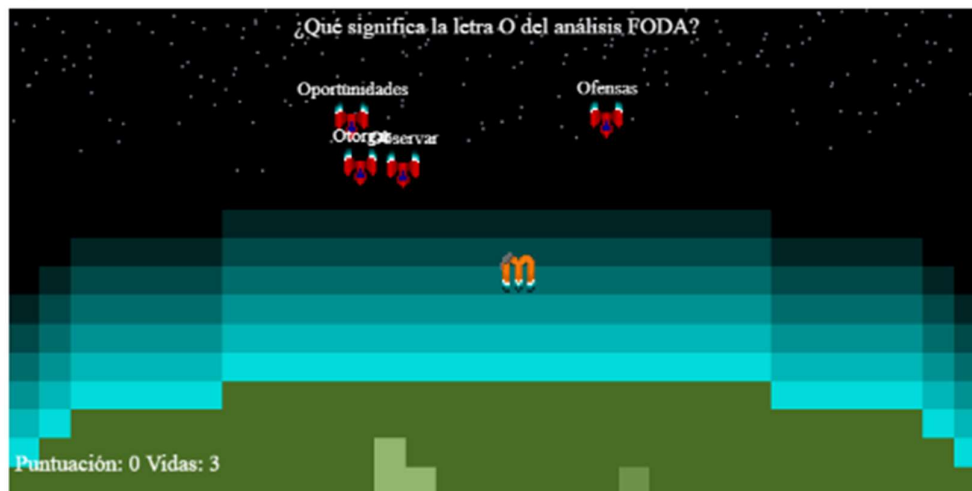 ¿Qué significa la letra O del análisis FODA?
Oportunidades
Ofensas
Otorgar
Observar
Puntuación: 0 Vidas: 3